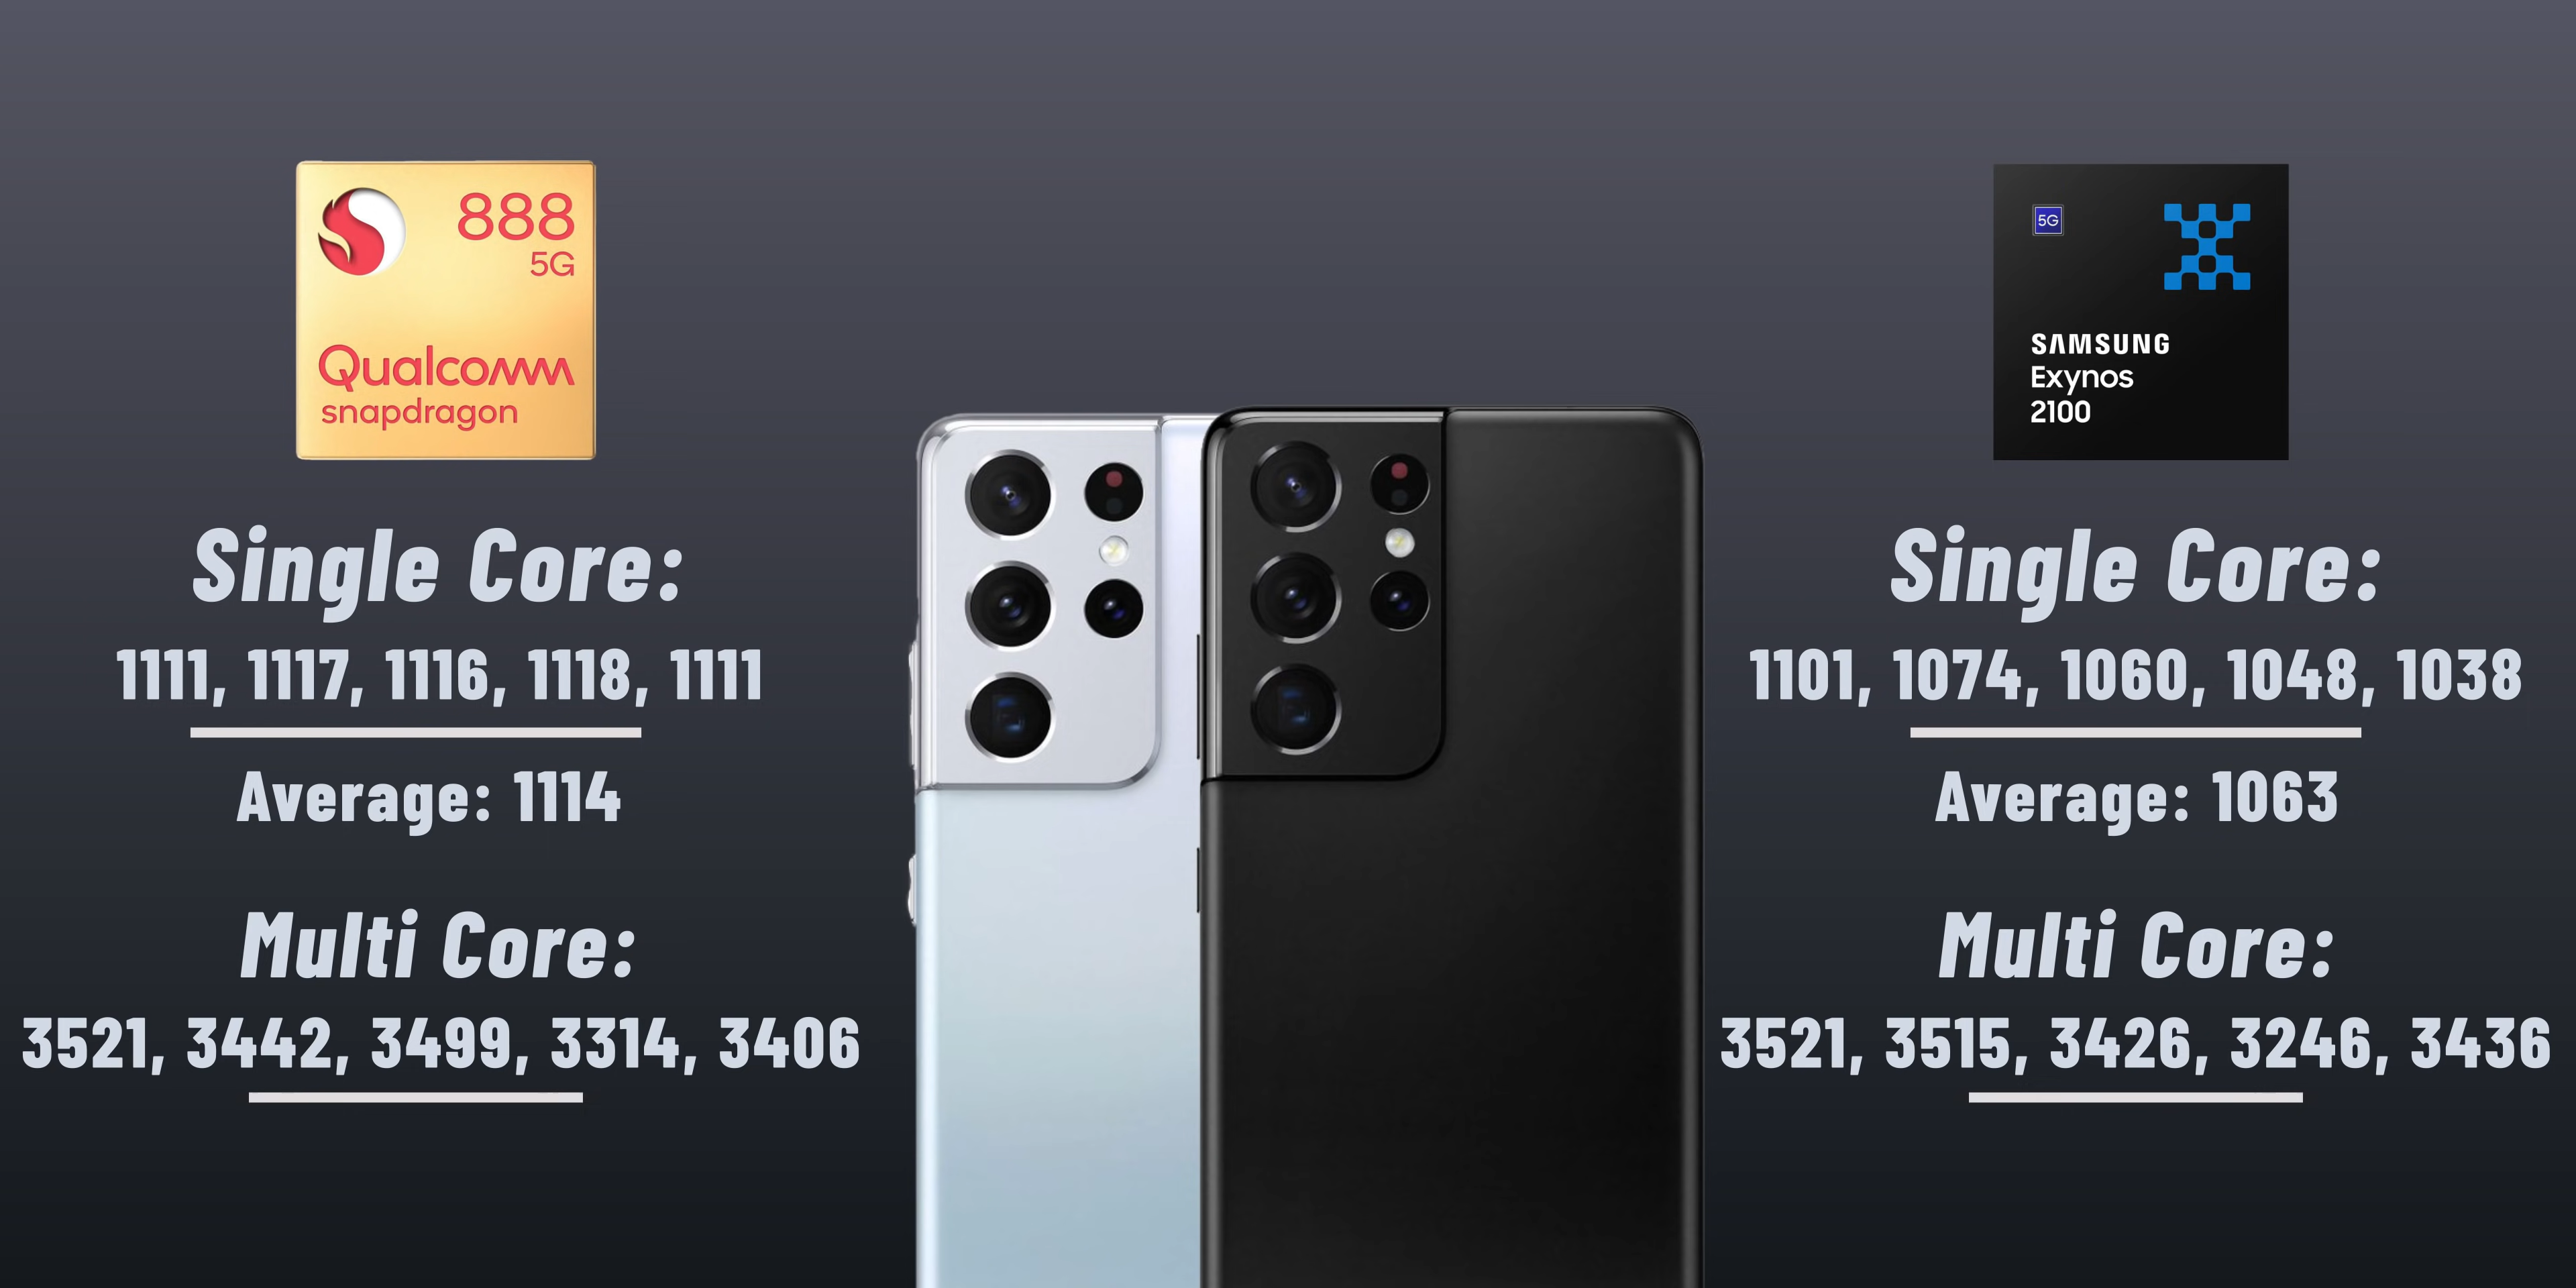 888
5G
Qualcomm
snapdragon
Single Core:
1111, 1117, 1116, 1118, 1111
Average: 1114
Multi Core:
3521, 3442, 3499, 3314, 3406
5G
SAMSUNG
Exynos
2100
Single Core:
1101, 1074, 1060, 1048, 1038
Average: 1063
Multi Core:
3521, 3515, 3426, 3246, 3436